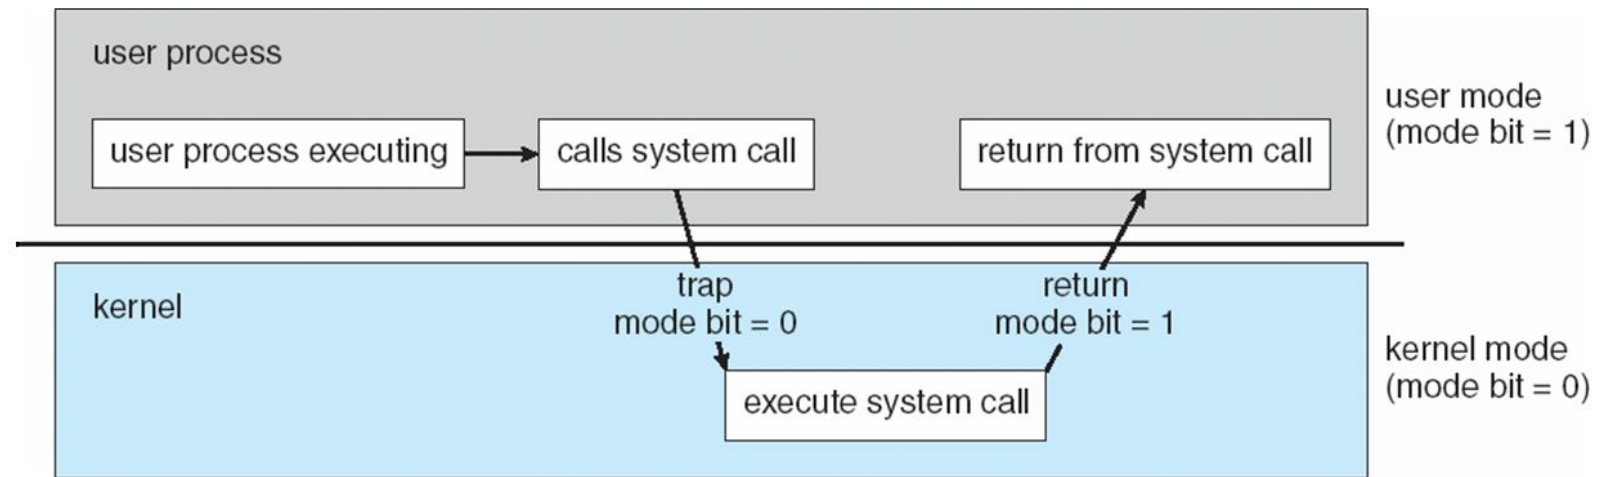 user process
user process executing
calls system call
return from system call
user mode
(mode bit = 1)
kernel
trap
mode bit = 0
return
mode bit = 1
execute system call
kernel mode
(mode bit = 0)